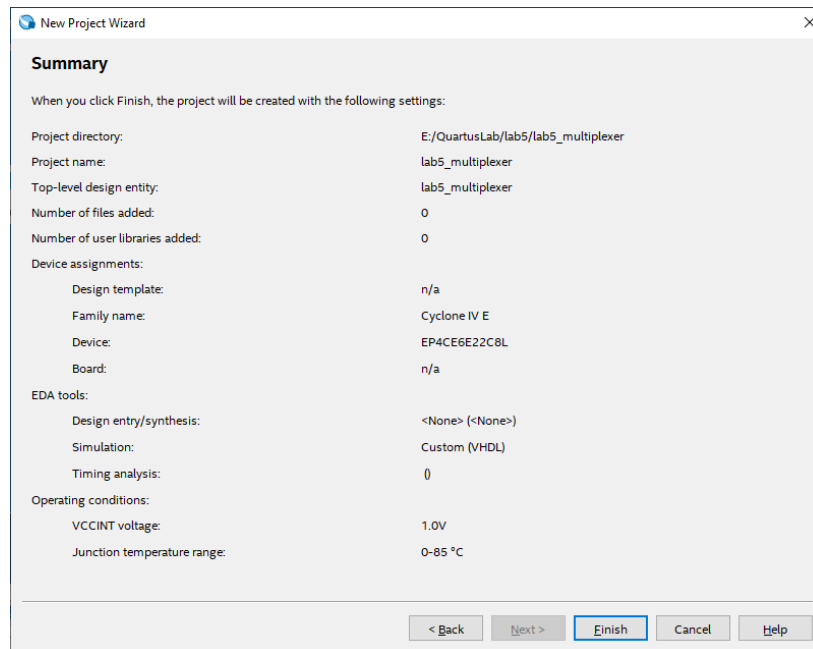 New Project Wizard
Summary
When you click Finish, the project will be created with the following settings:
Project directory: E:/QuartusLab/lab5/lab5_multiplexer
Project name: lab5_multiplexer
Top-level design entity: lab5_multiplexer
Number of files added: 0
Number of user libraries added: 0
Device assignments:
Design template: n/a
Family name: Cyclone IV E
Device: EP4CE6E22C8L
Board: n/a
EDA tools:
Design entry/synthesis: <None> (<None>)
Simulation: Custom (VHDL)
Timing analysis: ()
Operating conditions:
VCCINT voltage: 1.0V
Junction temperature range: 0-85 °C
< Back Next > Finish Cancel Help